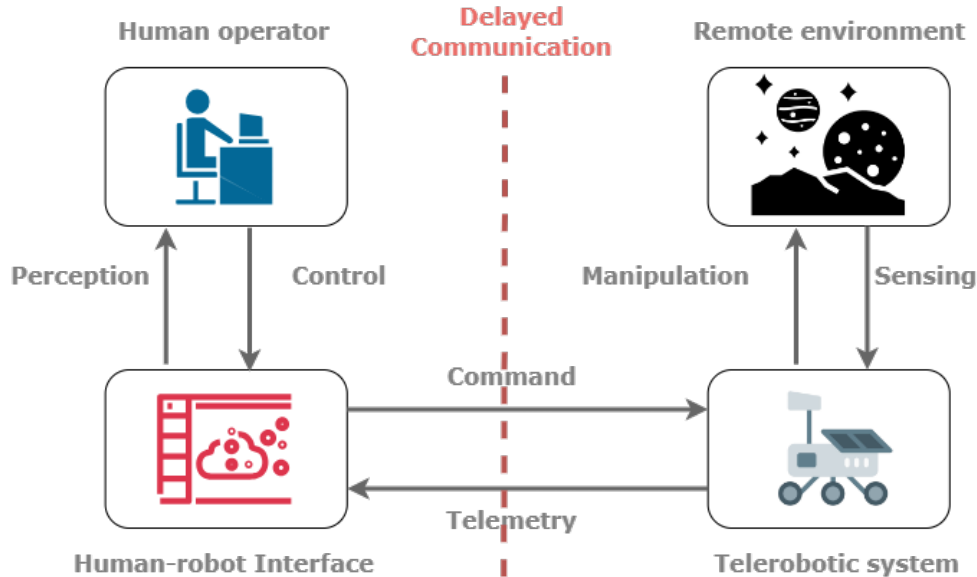 Human operator
Delayed
Communication
Remote environment
Perception
Control
Manipulation
Sensing
Command
Telemetry
Human-robot Interface
Telerobotic system